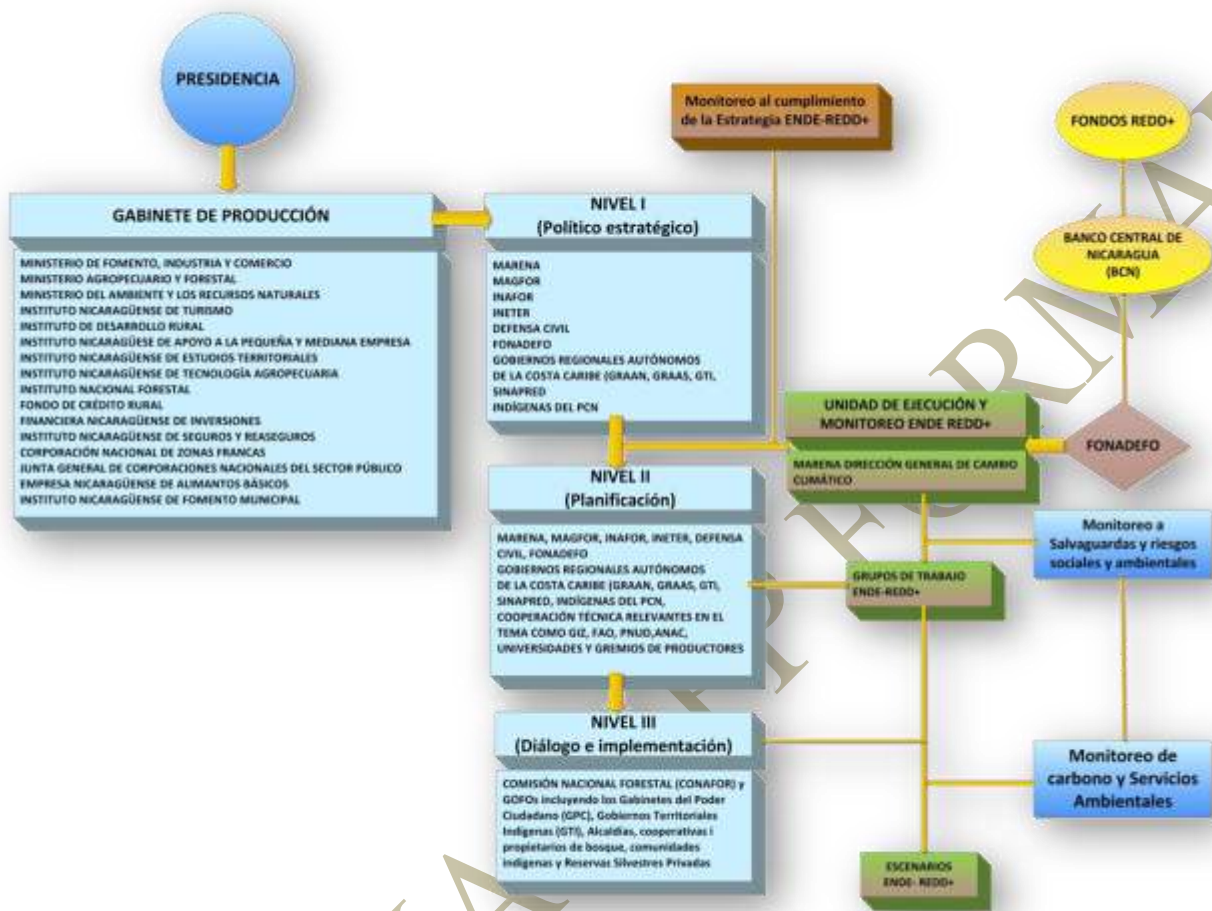 PRESIDENCIA
GABINETE DE PRODUCCIÓN
MINISTERIO DE FOMENTO, INDUSTRIA Y COMERCIO
MINISTERIO AGROPECUARIO Y FORESTAL
MINISTERIO DEL AMBIENTE Y LOS RECURSOS NATURALES
INSTITUTO NICARAGÜENSE DE TURISMO
INSTITUTO DE DESARROLLO RURAL
INSTITUTO NICARAGÜESE DE APOYO A LA PEQUEÑA Y MEDIANA EMPRESA
INSTITUTO NICARAGÜENSE DE ESTUDIOS TERRITORIALES
INSTITUTO NICARAGÜENSE DE TECNOLOGÍA AGROPECUARIA
INSTITUTO NACIONAL FORESTAL
FONDO DE CRÉDITO RURAL
FINANCIERA NICARAGÜENSE DE INVERSIONES
INSTITUTO NICARAGÜENSE DE SEGUROS Y REASEGUROS
CORPORACIÓN NACIONAL DE ZONAS FRANCAS
JUNTA GENERAL DE CORPORACIONES NACIONALES DEL SECTOR PÚBLICO
EMPRESA NICARAGÜENSE DE ALIMANTOS BÁSICOS
INSTITUTO NICARAGÜENSE DE FOMENTO MUNICIPAL
NIVEL I
(Político estratégico)
MARENA
MAGFOR
INAFOR
INETER
DEFENSA CIVIL
FONADEFO
GOBIERNOS REGIONALES AUTÓNOMOS
DE LA COSTA CARIBE (GRAAN, GRAAS, GTI,
SINAPRED
INDÍGENAS DEL PCN
NIVEL II
(Planificación)
MARENA, MAGFOR, INAFOR, INETER, DEFENSA
CIVIL, FONADEFO
GOBIERNOS REGIONALES AUTÓNOMOS
DE LA COSTA CARIBE (GRAAN, GRAAS, GTI,
SINAPRED, INDÍGENAS DEL PCN,
COOPERACIÓN TÉCNICA RELEVANTES EN EL
TEMA COMO GIZ, FAO, PNUD,ANAC,
UNIVERSIDADES Y GREMIOS DE PRODUCTORES
NIVEL III
(Diálogo e implementación)
COMISIÓN NACIONAL FORESTAL (CONAFOR) y
GOFOs incluyendo los Gabinetes del Poder
Ciudadano (GPC), Gobiernos Territoriales
Indígenas (GTI), Alcaldías, cooperativas i
propietarios de bosque, comunidades
indígenas y Reservas Silvestres Privadas
Monitoreo al cumplimiento
de la Estrategia ENDE-REDD+
FONDOS REDD+
BANCO CENTRAL DE
NICARAGUA
(BCN)
FONADEFO
UNIDAD DE EJECUCIÓN Y
MONITOREO ENDE REDD+
MARENA DIRECCIÓN GENERAL DE CAMBIO
CLIMÁTICO
Monitoreo a
Salvaguardas y riesgos
sociales y ambientales
GRUPOS DE TRABAJO
ENDE-REDD+
Monitoreo de
carbono y Servicios
Ambientales
ESCENARIOS
ENDE- REDD+